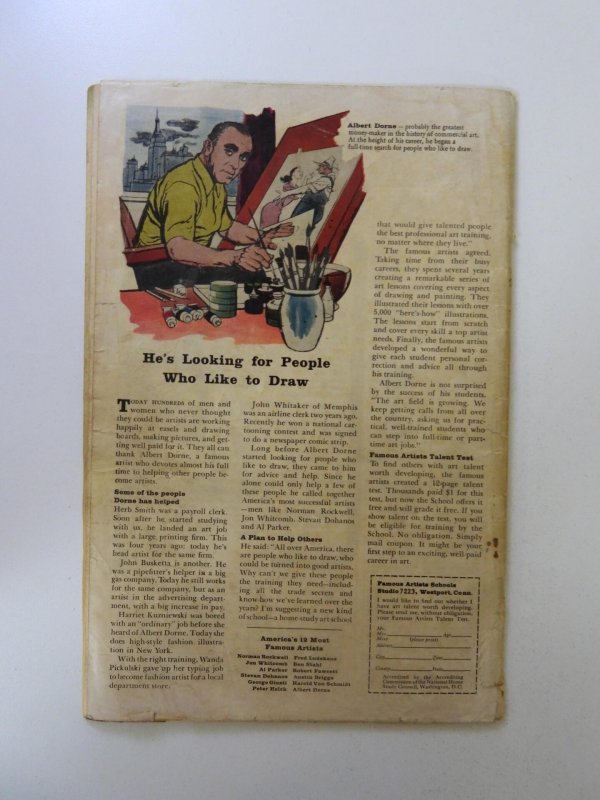 Albert Dorne — probably the greatest
money-maker in the history of commercial art.
At the height of his career, he began a
full-time search for people who like to draw.
He's Looking for People
Who Like to Draw
TODAY HUNDREDS of men and
women who never thought
they could be artists are working
happily at easels and drawing
boards, making pictures, and get-
ting well paid for it. They all can
thank Albert Dorne, a famous
artist who devotes almost his full
time to helping other people be-
come artists.
Some of the people
Dorne has helped
Herb Smith was a payroll clerk.
Soon after he started studying
with us, he landed an art job
with a large printing firm. This
was four years ago; today he's
head artist for the same firm.
John Busketta is another. He
was a pipefitter's helper in a big
gas company. Today he still works
for the same company, but as an
artist in the advertising depart-
ment, with a big increase in pay.
Harriet Kuzniewski was bored
with an "ordinary" job before she
heard of Albert Dorne. Today she
does high-style fashion illustra-
tion in New York.
With the right training, Wanda
Pickulski gave up her typing job
to become fashion artist for a local
department store.
John Whitaker of Memphis
was an airline clerk two years ago.
Recently he won a national car-
tooning contest and was signed
to do a newspaper comic strip.
Long before Albert Dorne
started looking for people who
like to draw, they came to him
for advice and help. Since he
alone could only help a few of
these people he called together
America's most successful artists
—men like Norman Rockwell,
Jon Whitcomb, Stevan Dohanos
and Al Parker.
A Plan to Help Others
He said: "All over America, there
are people who like to draw, who
could be turned into good artists.
Why can't we give these people
the training they need—includ-
ing all the trade secrets and
know-how we've learned over the
years? I'm suggesting a new kind
of school—a home study art school
America's 12 Most
Famous Artists
Norman Rockwell Fred Ludekens
Jon Whitcomb Ben Stahl
Al Parker Robert Fawcett
Stevan Dohanos Austin Briggs
George Giusti Harold Von Schmidt
Peter Helck Albert Dorne
that would give talented people
the best professional art training,
no matter where they live."
The famous artists agreed.
Taking time from their busy
careers, they spent several years
creating a remarkable series of
art lessons covering every aspect
of drawing and painting. They
illustrated their lessons with over
5,000 "here's-how" illustrations.
The lessons start from scratch
and cover every skill a top artist
needs. Finally, the famous artists
developed a wonderful way to
give each student personal cor-
rection and advice all through
his training.
Albert Dorne is not surprised
by the success of his students.
"The art field is growing. We
keep getting calls from all over
the country, asking us for practi-
cal, well-trained students who
can step into full-time or part-
time art jobs."
Famous Artists Talent Test
To find others with art talent
worth developing, the famous
artists created a 12-page talent
test. Thousands paid $1 for this
test, but now the School offers it
free and will grade it free. If you
show talent on the test, you will
be eligible for training by the
School. No obligation. Simply
mail coupon. It might be your
first step to an exciting, well-paid
career in art.
Famous Artists Schools
Studio 7223, Westport, Conn.
I would like to find out whether I
have art talent worth developing.
Please send me, without obligation,
your Famous Artists Talent Test.
Mr.
Mrs. Age
Miss (please print)
Address
City Zone
County State
Accredited by the Accrediting
Commission of the National Home
Study Council, Washington, D.C.